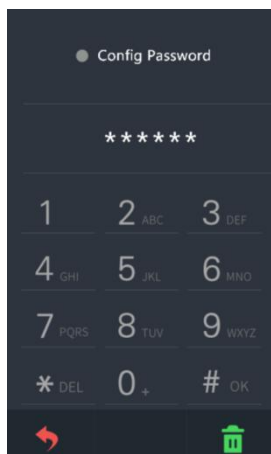 Config Password
******
1 2 ABC 3 DEF
4 GHI 5 JKL 6 MNO
7 PQRS 8 TUV 9 WXYZ
* DEL 0 + # OK